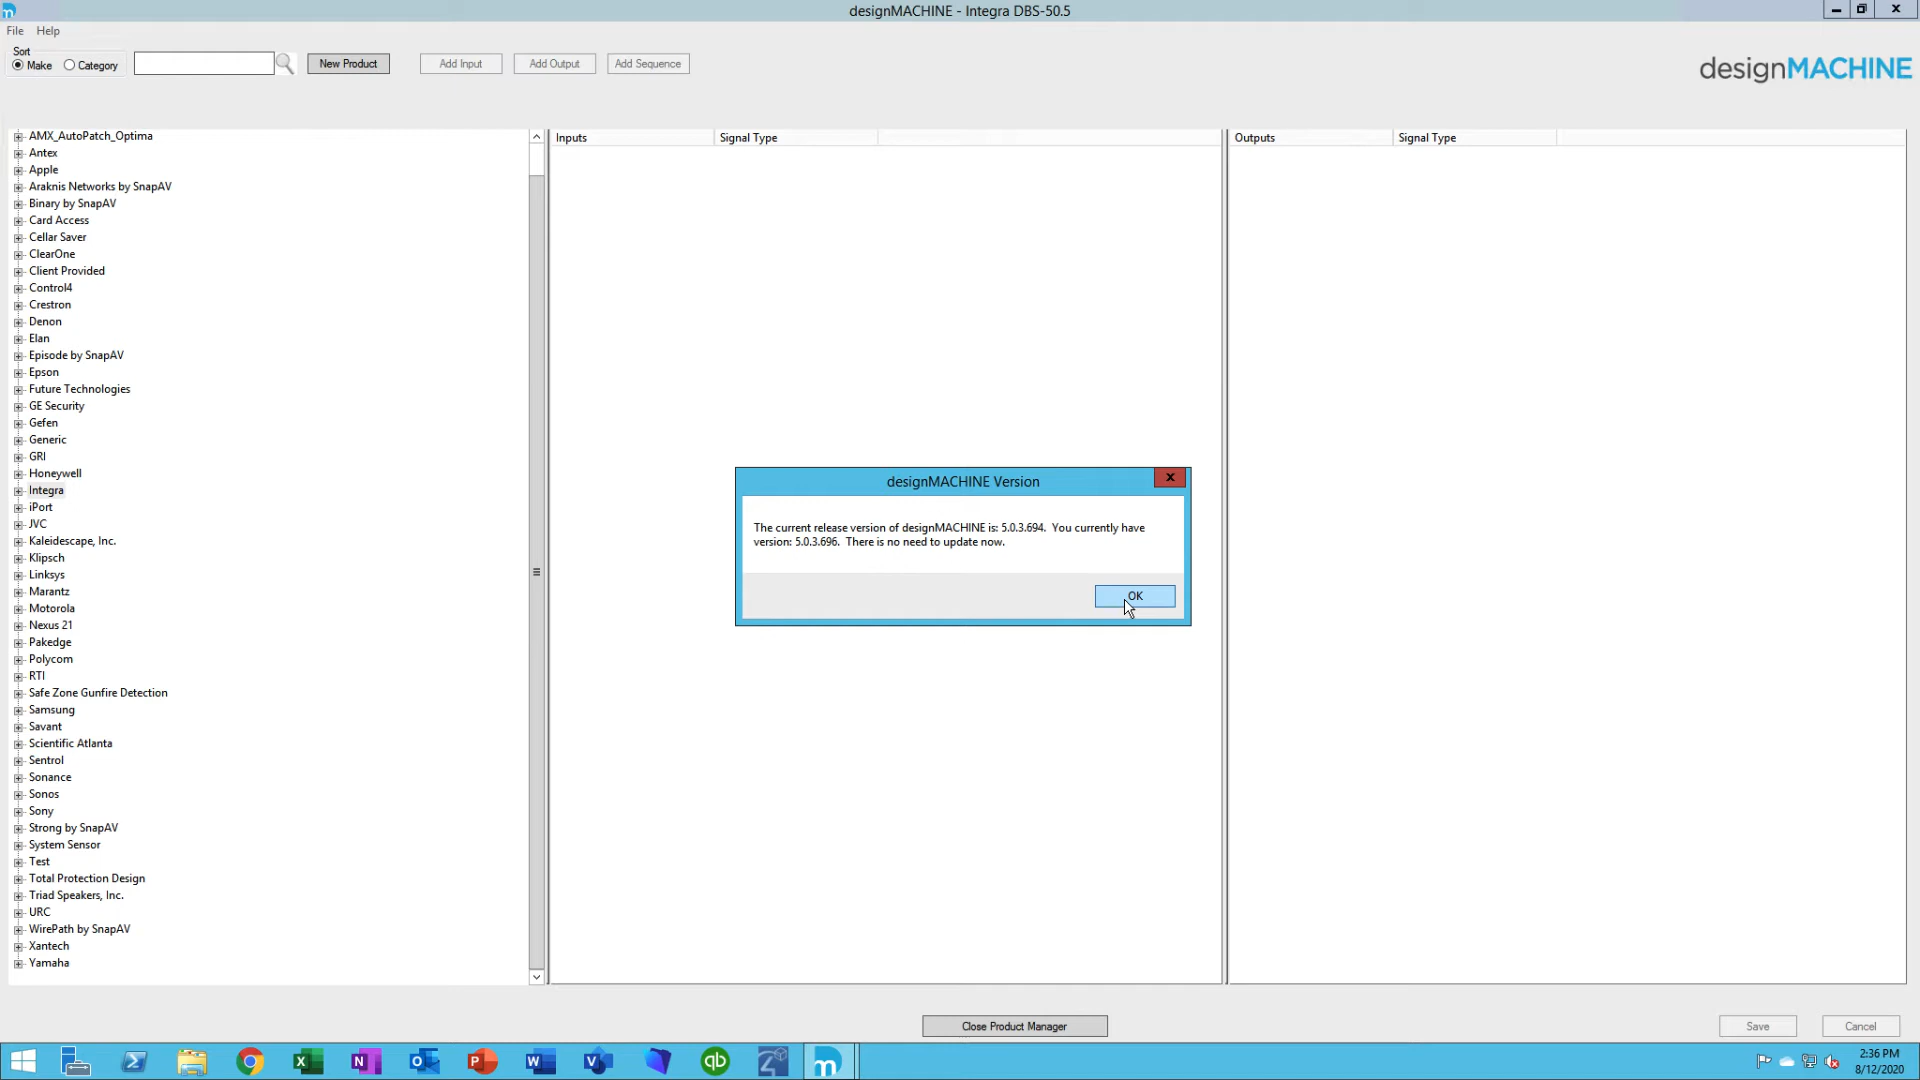 designMACHINE - Integra DBS-50.5
File Help
Sort
Make Category New Product Add Input Add Output Add Sequence
designMACHINE
Inputs Signal Type Outputs Signal Type
AMX_AutoPatch_Optima
Antex
Apple
Araknis Networks by SnapAV
Binary by SnapAV
Card Access
Cellar Saver
ClearOne
Client Provided
Control4
Crestron
Denon
Elan
Episode by SnapAV
Epson
Future Technologies
GE Security
Gefen
Generic
GRI
Honeywell
Integra
iPort
JVC
Kaleidescape, Inc.
Klipsch
Linksys
Marantz
Motorola
Nexus 21
Pakedge
Polycom
RTI
Safe Zone Gunfire Detection
Samsung
Savant
Scientific Atlanta
Sentrol
Sonance
Sonos
Sony
Strong by SnapAV
System Sensor
Test
Total Protection Design
Triad Speakers, Inc.
URC
WirePath by SnapAV
Xantech
Yamaha
designMACHINE Version
The current release version of designMACHINE is: 5.0.3.694. You currently have
version: 5.0.3.696. There is no need to update now.
OK
Close Product Manager Save Cancel
2:36 PM
8/12/2020